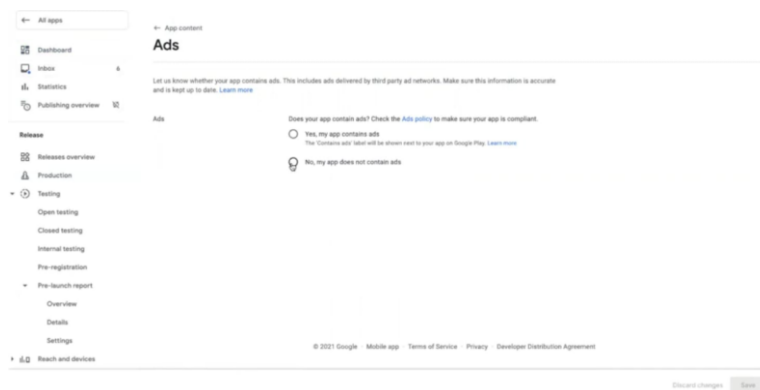 All apps
Dashboard
Inbox 4
Statistics
Publishing overview
Release
Releases overview
Production
Testing
Open testing
Closed testing
Internal testing
Pre-registration
Pre-launch report
Overview
Details
Settings
Reach and devices
← App content
Ads
Let us know whether your app contains ads. This includes ads delivered by third party ad networks. Make sure this information is accurate
and is kept up to date. Learn more
Ads
Does your app contain ads? Check the Ads policy to make sure your app is compliant.
Yes, my app contains ads
The 'Contains ads' label will be shown next to your app on Google Play. Learn more
No, my app does not contain ads
© 2021 Google · Mobile app · Terms of Service · Privacy · Developer Distribution Agreement
Discard changes Save